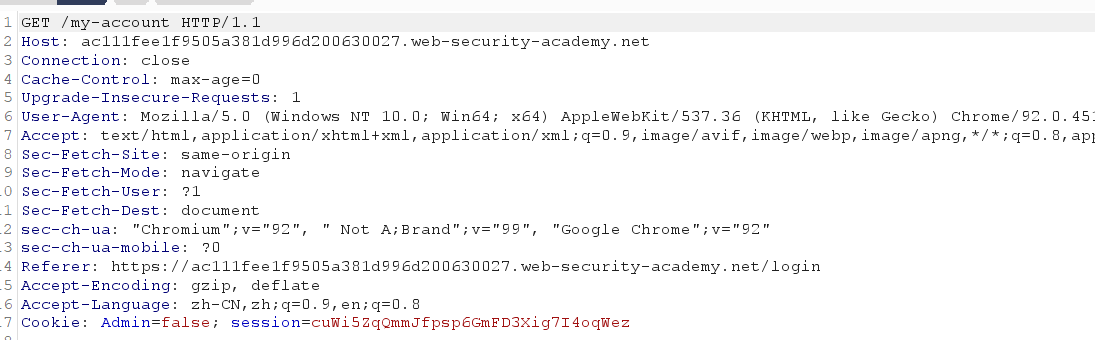 1 GET /my-account HTTP/1.1
2 Host: ac111fee1f9505a381d996d200630027.web-security-academy.net
3 Connection: close
4 Cache-Control: max-age=0
5 Upgrade-Insecure-Requests: 1
6 User-Agent: Mozilla/5.0 (Windows NT 10.0; Win64; x64) AppleWebKit/537.36 (KHTML, like Gecko) Chrome/92.0.451
7 Accept: text/html,application/xhtml+xml,application/xml;q=0.9,image/avif,image/webp,image/apng,*/*;q=0.8,app
8 Sec-Fetch-Site: same-origin
9 Sec-Fetch-Mode: navigate
.0 Sec-Fetch-User: ?1
.1 Sec-Fetch-Dest: document
.2 sec-ch-ua: "Chromium";v="92", " Not A;Brand";v="99", "Google Chrome";v="92"
.3 sec-ch-ua-mobile: ?0
.4 Referer: https://ac111fee1f9505a381d996d200630027.web-security-academy.net/login
.5 Accept-Encoding: gzip, deflate
.6 Accept-Language: zh-CN,zh;q=0.9,en;q=0.8
.7 Cookie: Admin=false; session=cuWi5ZqQmmJfpsp6GmFD3Xig7I4oqWez